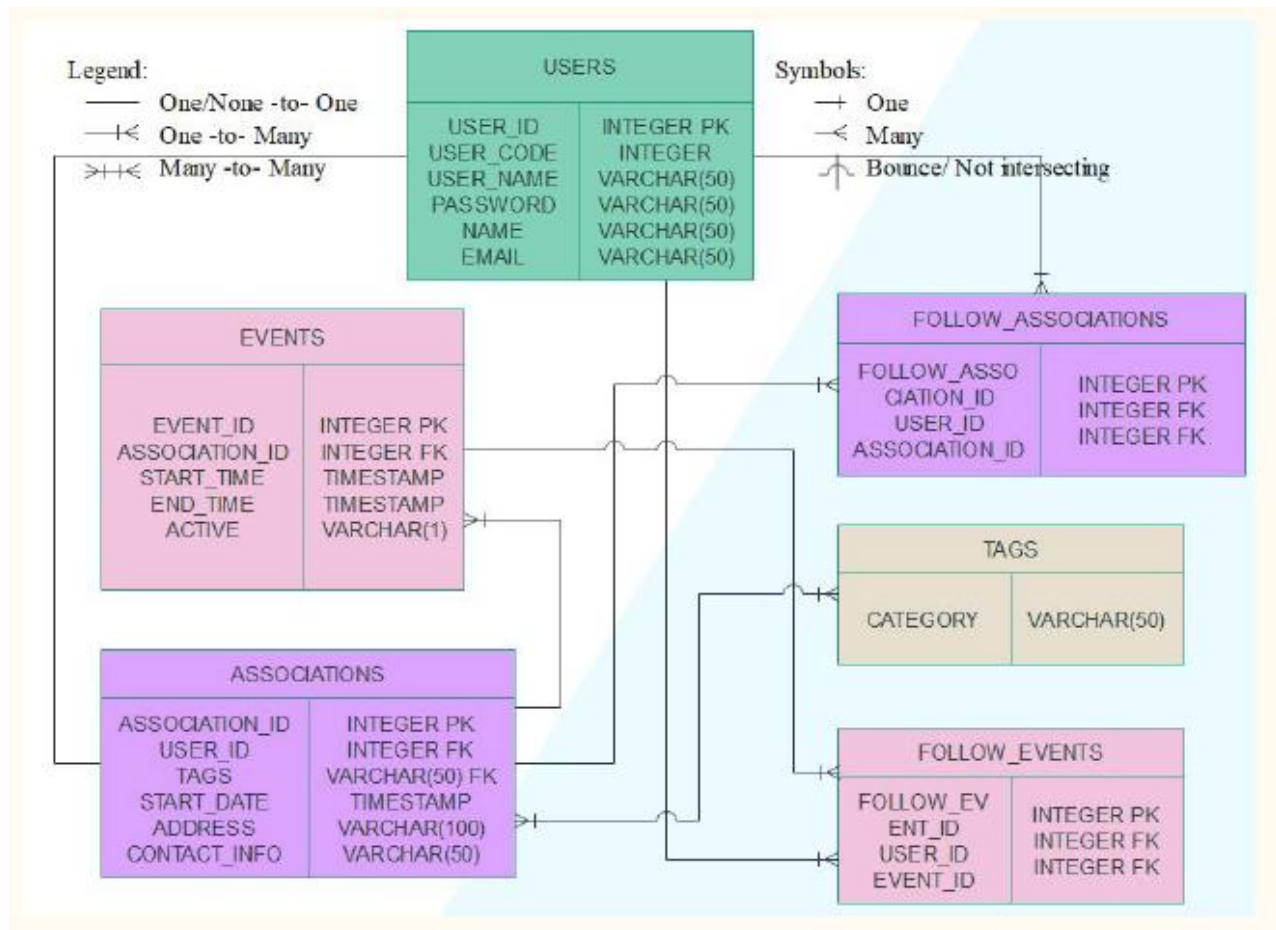 Legend:
One/None -to- One
One -to- Many
Many -to- Many
USERS
USER_ID INTEGER PK
USER_CODE INTEGER
USER_NAME VARCHAR(50)
PASSWORD VARCHAR(50)
NAME VARCHAR(50)
EMAIL VARCHAR(50)
Symbols:
One
Many
Bounce/ Not intersecting
EVENTS
EVENT_ID INTEGER PK
ASSOCIATION_ID INTEGER FK
START_TIME TIMESTAMP
END_TIME TIMESTAMP
ACTIVE VARCHAR(1)
FOLLOW_ASSOCIATIONS
FOLLOW_ASSO
CIATION_ID
USER_ID
ASSOCIATION_ID
INTEGER PK
INTEGER FK
INTEGER FK
TAGS
CATEGORY VARCHAR(50)
ASSOCIATIONS
ASSOCIATION_ID INTEGER PK
USER_ID INTEGER FK
TAGS VARCHAR(50) FK
START_DATE TIMESTAMP
ADDRESS VARCHAR(100)
CONTACT_INFO VARCHAR(50)
FOLLOW_EVENTS
FOLLOW_EV
ENT_ID
USER_ID
EVENT_ID
INTEGER PK
INTEGER FK
INTEGER FK